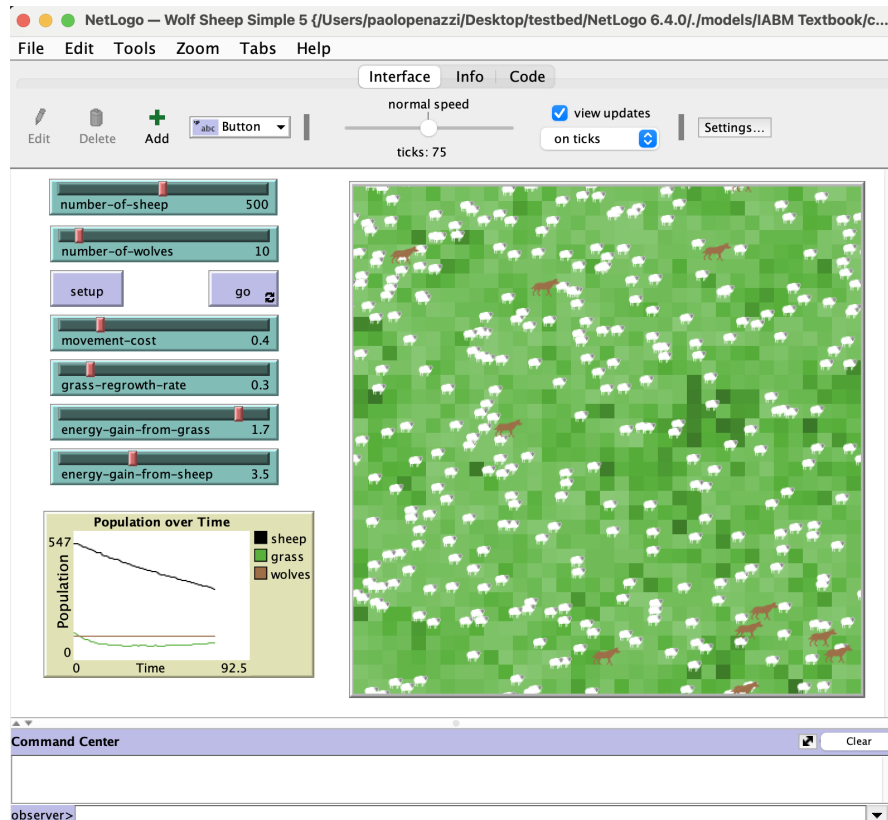 NetLogo — Wolf Sheep Simple 5 {/Users/paolopenazzi/Desktop/testbed/NetLogo 6.4.0/./models/IABM Textbook/c...
File Edit Tools Zoom Tabs Help
Interface Info Code
normal speed
view updates
Edit Delete Add abc Button on ticks Settings...
ticks: 75
number-of-sheep 500
number-of-wolves 10
setup go
movement-cost 0.4
grass-regrowth-rate 0.3
energy-gain-from-grass 1.7
energy-gain-from-sheep 3.5
Population over Time
547
Population
0
0 Time 92.5
sheep
grass
wolves
Command Center Clear
observer>